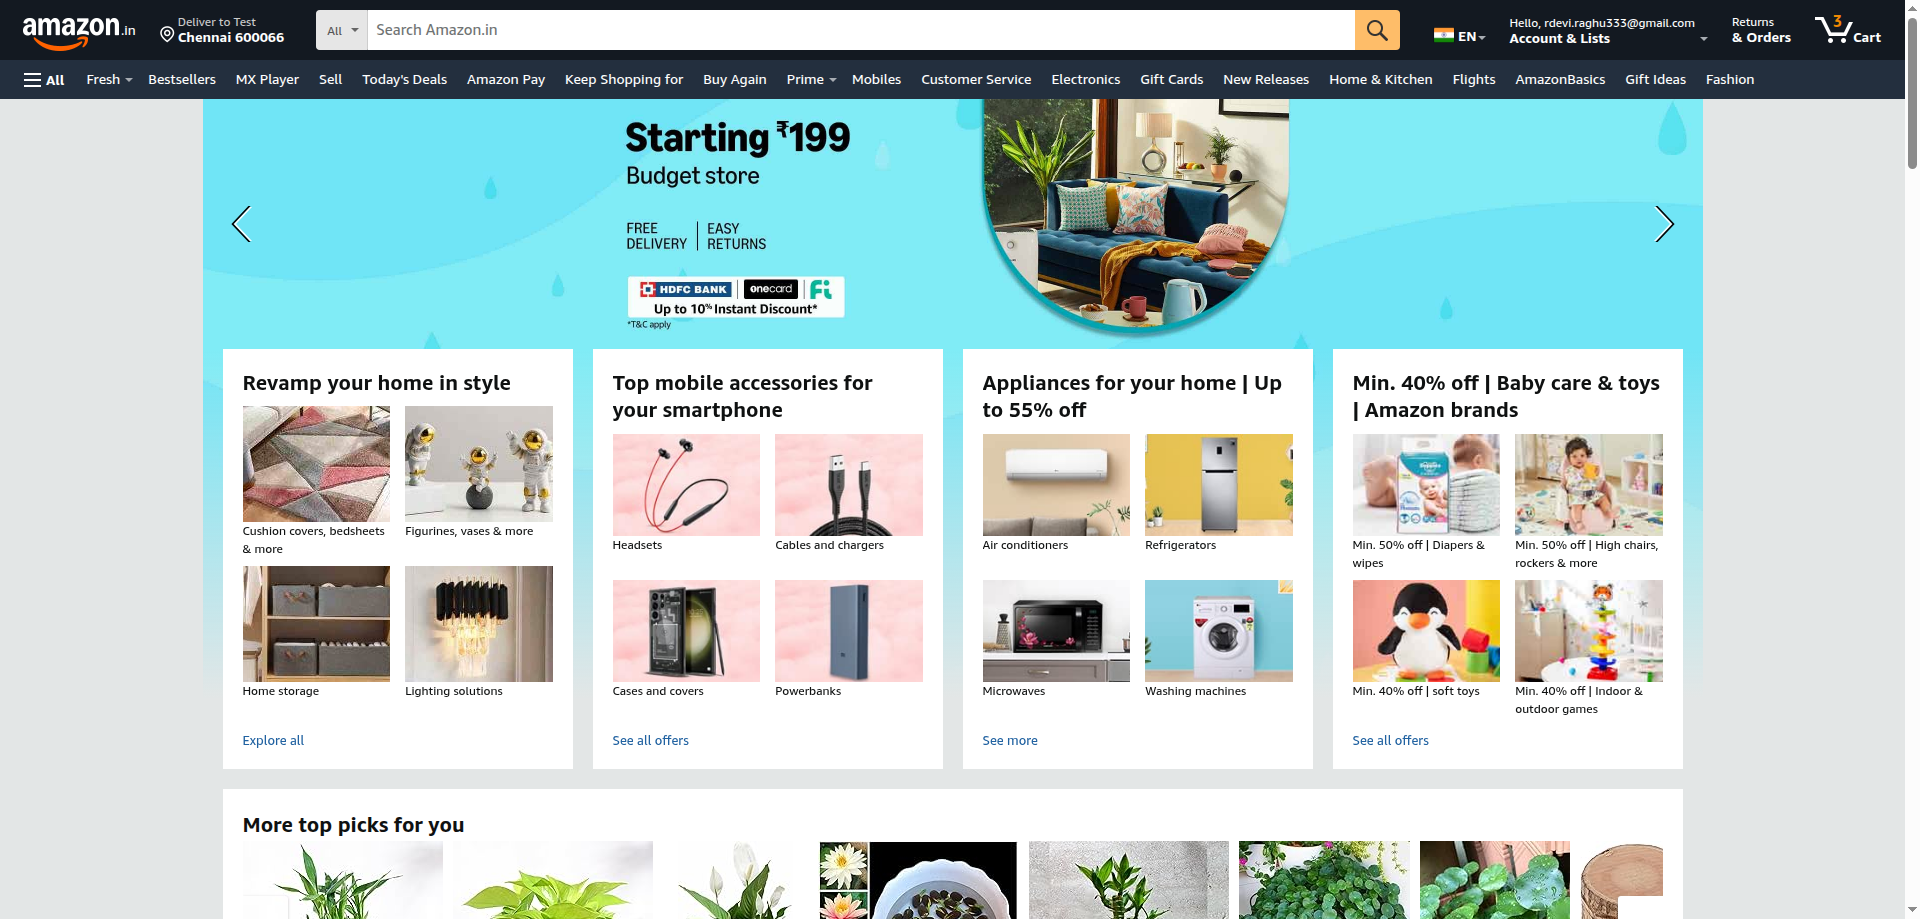 amazon.in
Deliver to Test
Chennai 600066
All
Search Amazon.in
EN
Hello, rdevi.raghu333@gmail.com
Account & Lists
Returns
& Orders
3
Cart
All
Fresh
Bestsellers
MX Player
Sell
Today's Deals
Amazon Pay
Keep Shopping for
Buy Again
Prime
Mobiles
Customer Service
Electronics
Gift Cards
New Releases
Home & Kitchen
Flights
AmazonBasics
Gift Ideas
Fashion
Starting ₹199
Budget store
FREE
DELIVERY
EASY
RETURNS
HDFC BANK | onecard | Fi
Up to 10% Instant Discount*
*T&C apply
Revamp your home in style
Cushion covers, bedsheets
& more
Figurines, vases & more
Home storage
Lighting solutions
Explore all
Top mobile accessories for
your smartphone
Headsets
Cables and chargers
Cases and covers
Powerbanks
See all offers
Appliances for your home | Up
to 55% off
Air conditioners
Refrigerators
Microwaves
Washing machines
See more
Min. 40% off | Baby care & toys
| Amazon brands
Min. 50% off | Diapers &
wipes
Min. 50% off | High chairs,
rockers & more
Min. 40% off | soft toys
Min. 40% off | Indoor &
outdoor games
See all offers
More top picks for you